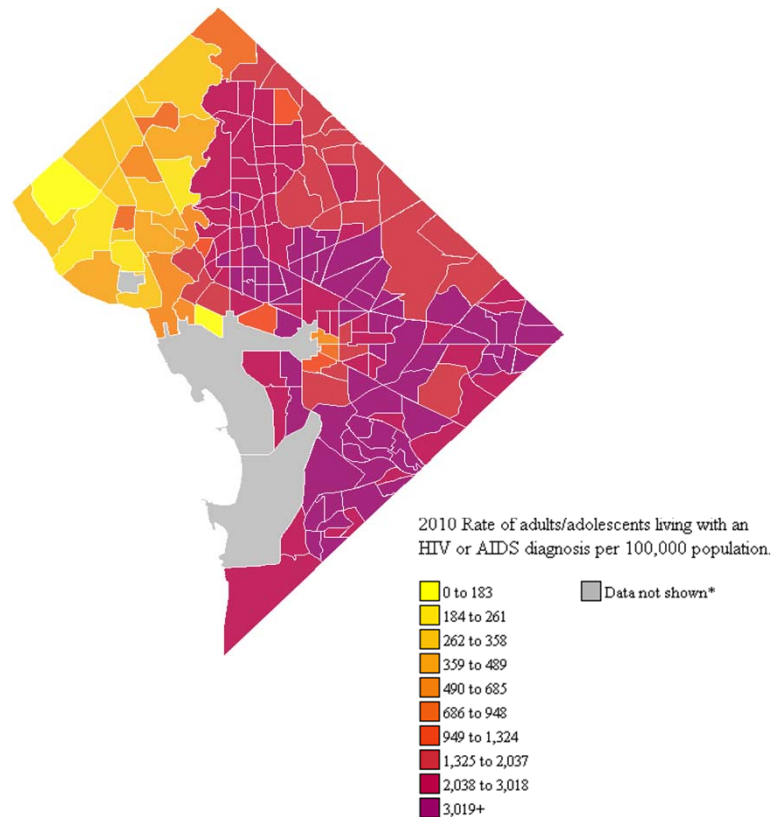 2010 Rate of adults/adolescents living with an
HIV or AIDS diagnosis per 100,000 population.
0 to 183
Data not shown*
184 to 261
262 to 358
359 to 489
490 to 685
686 to 948
949 to 1,324
1,325 to 2,037
2,038 to 3,018
3,019+